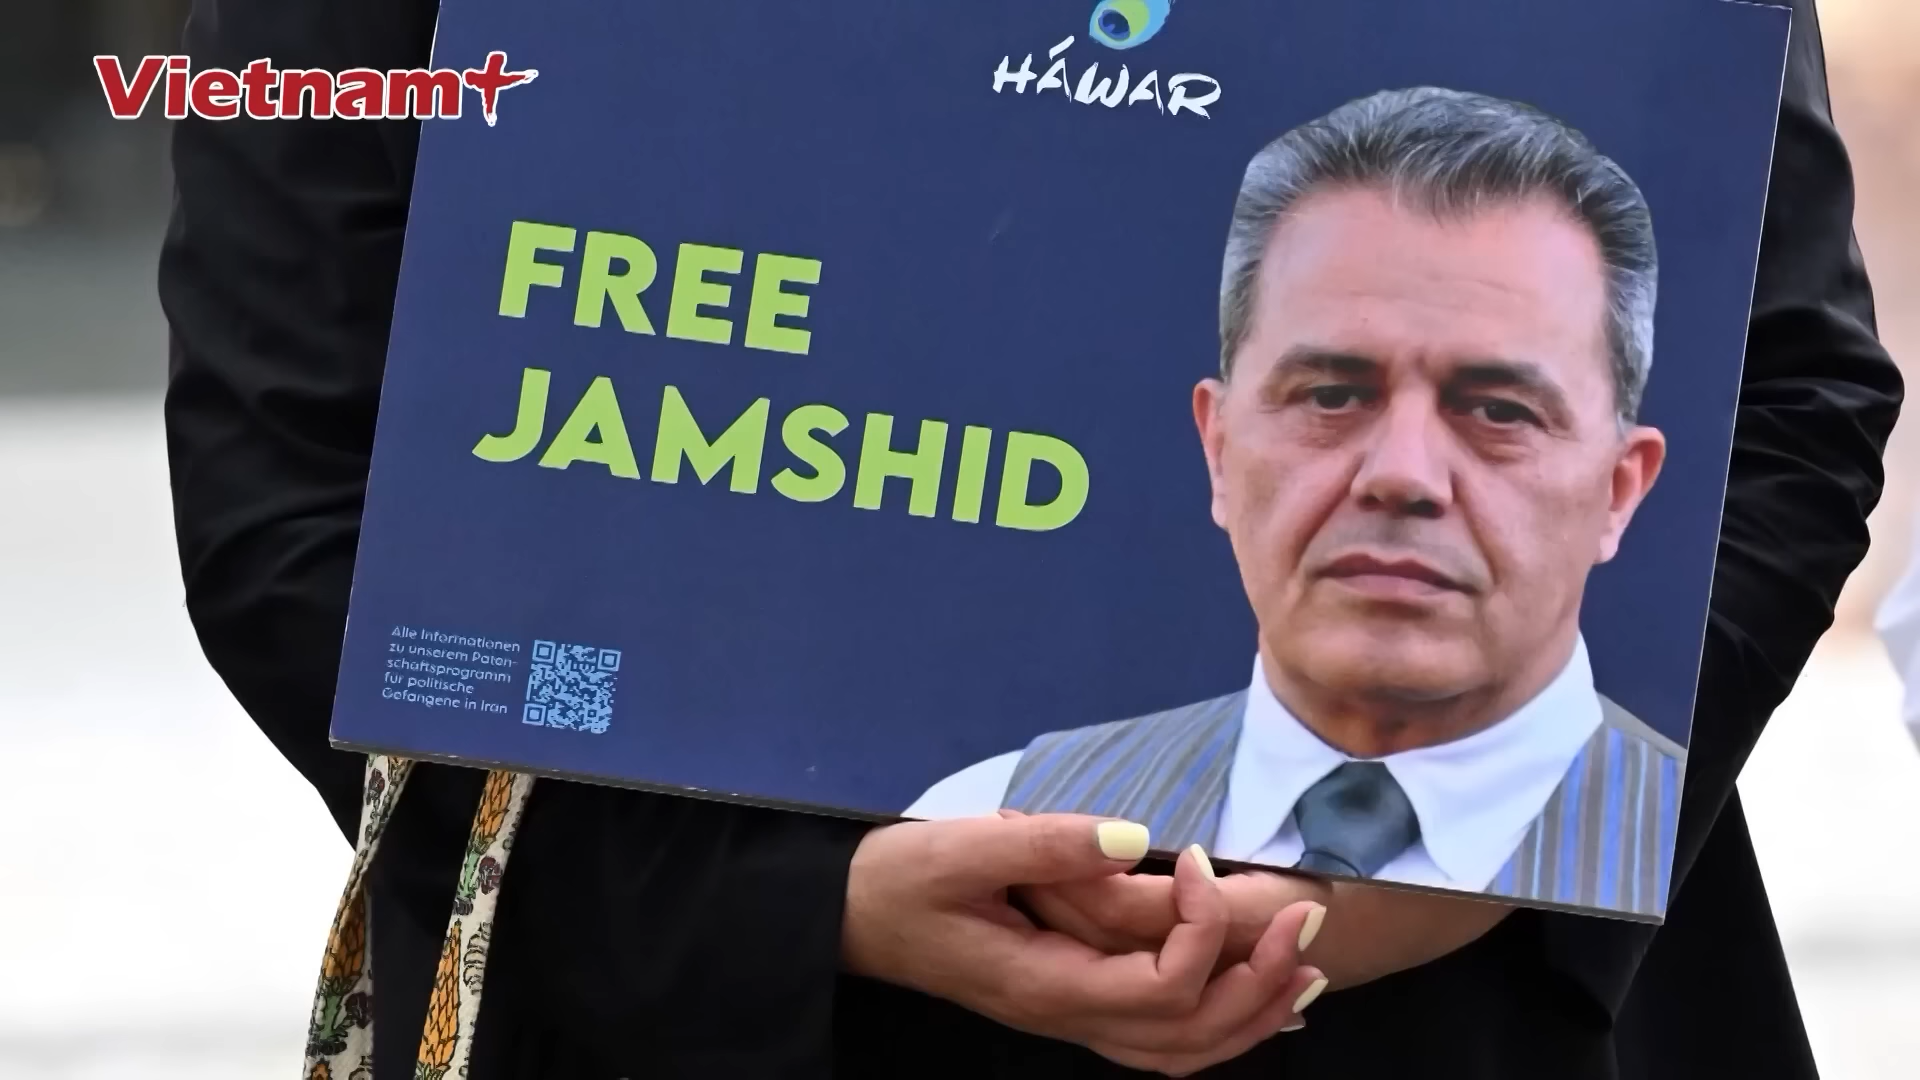 Vietnam+
HÁWAR
FREE
JAMSHID
Alle Informationen
zu unserem Paten-
schaftsprogramm
für politische
Gefangene in Iran